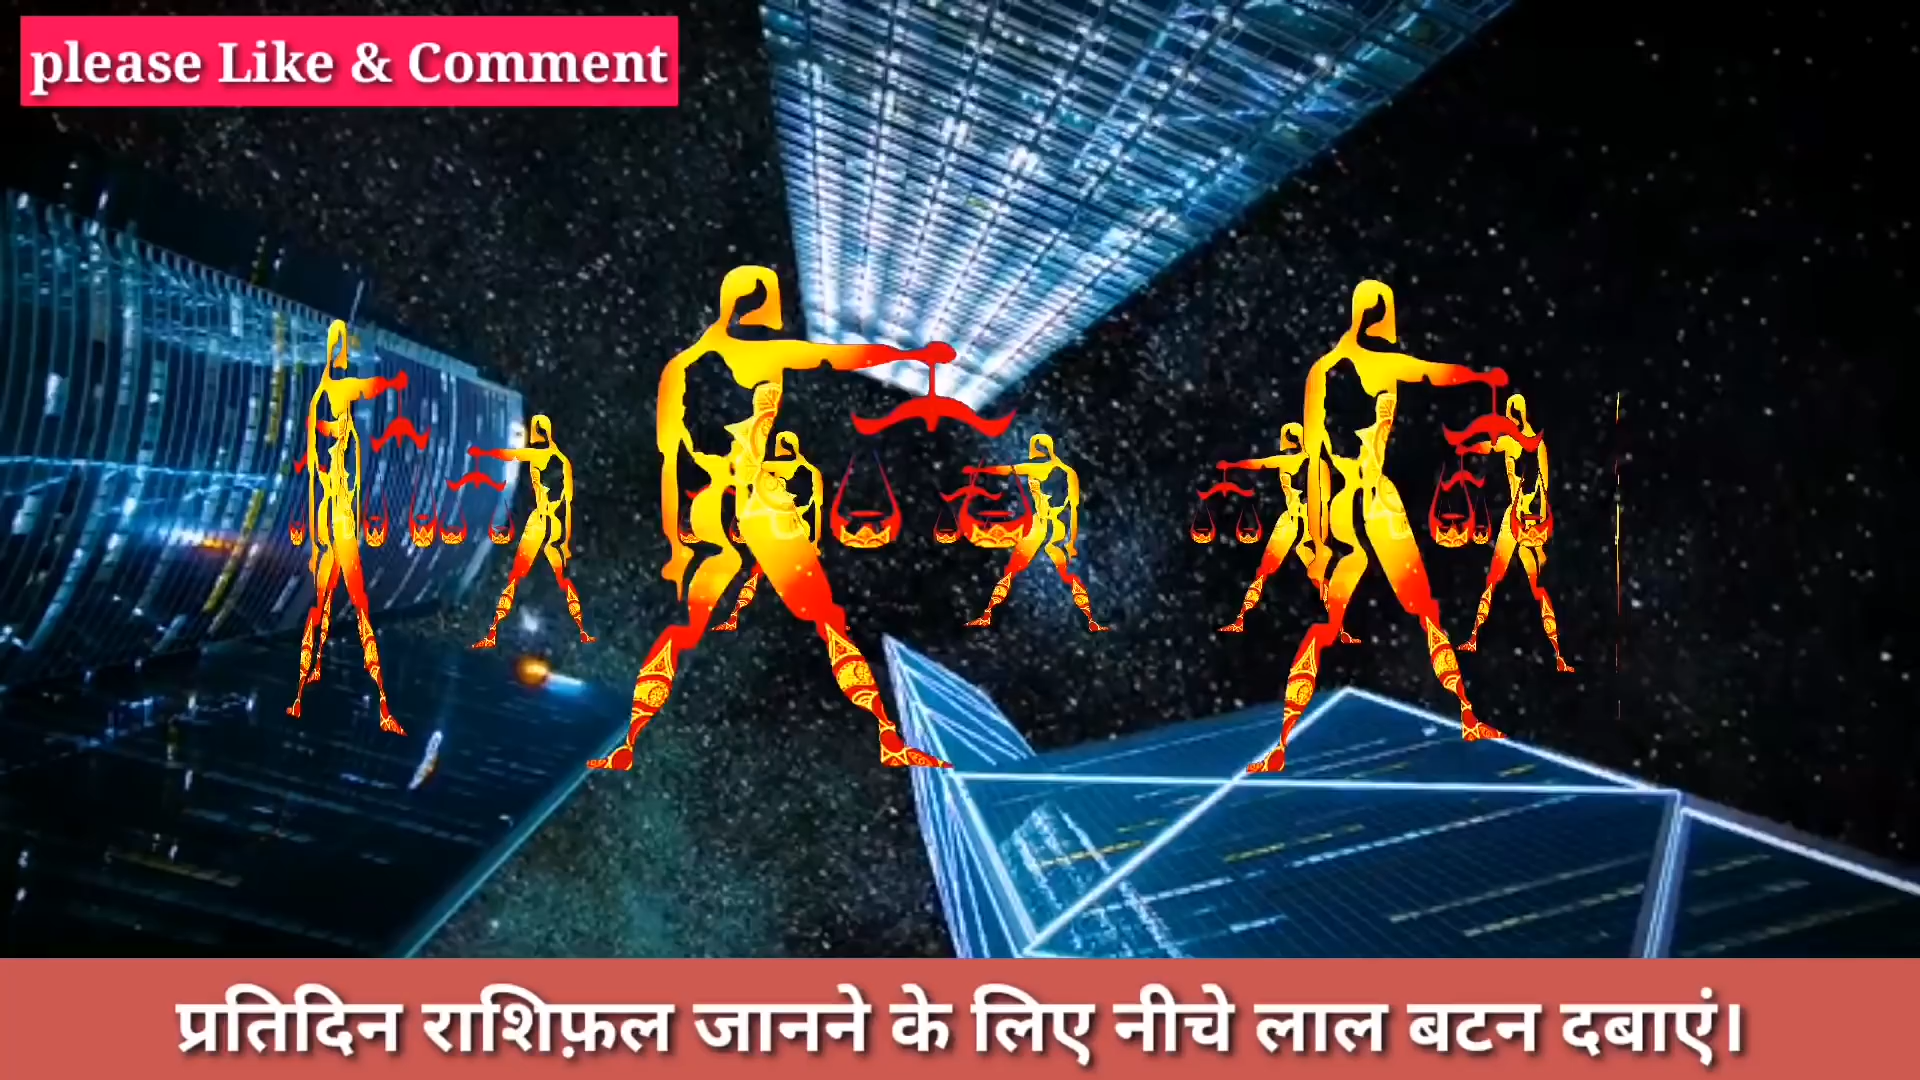 please Like & Comment
प्रतिदिन राशिफ़ल जानने के लिए नीचे लाल बटन दबाएं।